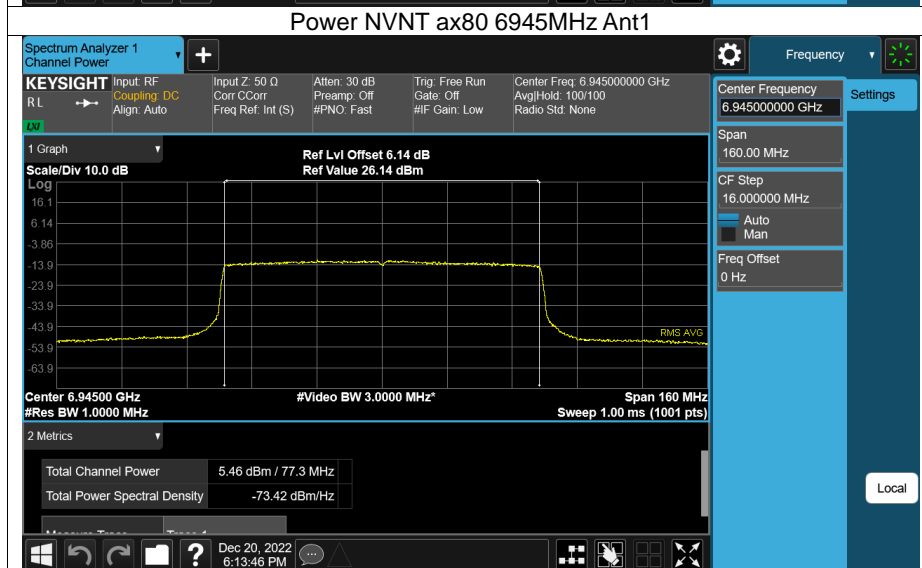 Power NVNT ax80 6945MHz Ant1
Spectrum Analyzer 1
Channel Power
+
Frequency
KEYSIGHT
Input: RF
Input Z: 50 Ω
Atten: 30 dB
Trig: Free Run
Center Freq: 6.945000000 GHz
RL
Coupling: DC
Corr CCorr
Preamp: Off
Gate: Off
Avg|Hold: 100/100
Align: Auto
Freq Ref: Int (S)
#PNO: Fast
#IF Gain: Low
Radio Std: None
LXI
Center Frequency
6.945000000 GHz
Settings
Span
160.00 MHz
CF Step
16.000000 MHz
Auto
Man
Freq Offset
0 Hz
1 Graph
Ref Lvl Offset 6.14 dB
Scale/Div 10.0 dB
Ref Value 26.14 dBm
Log
16.1
6.14
-3.86
-13.9
-23.9
-33.9
-43.9
RMS AVG
-53.9
-63.9
Center 6.94500 GHz
#Video BW 3.0000 MHz*
Span 160 MHz
#Res BW 1.0000 MHz
Sweep 1.00 ms (1001 pts)
2 Metrics
Total Channel Power
5.46 dBm / 77.3 MHz
Total Power Spectral Density
-73.42 dBm/Hz
Local
?
Dec 20, 2022
6:13:46 PM